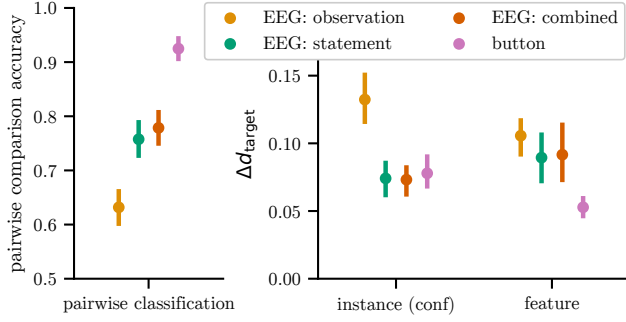 EEG: observation
EEG: combined
EEG: statement
button
pairwise comparison accuracy
1.0
0.9
0.8
0.7
0.6
0.5
pairwise classification
Δd_target
0.15
0.10
0.05
0.00
instance (conf)
feature